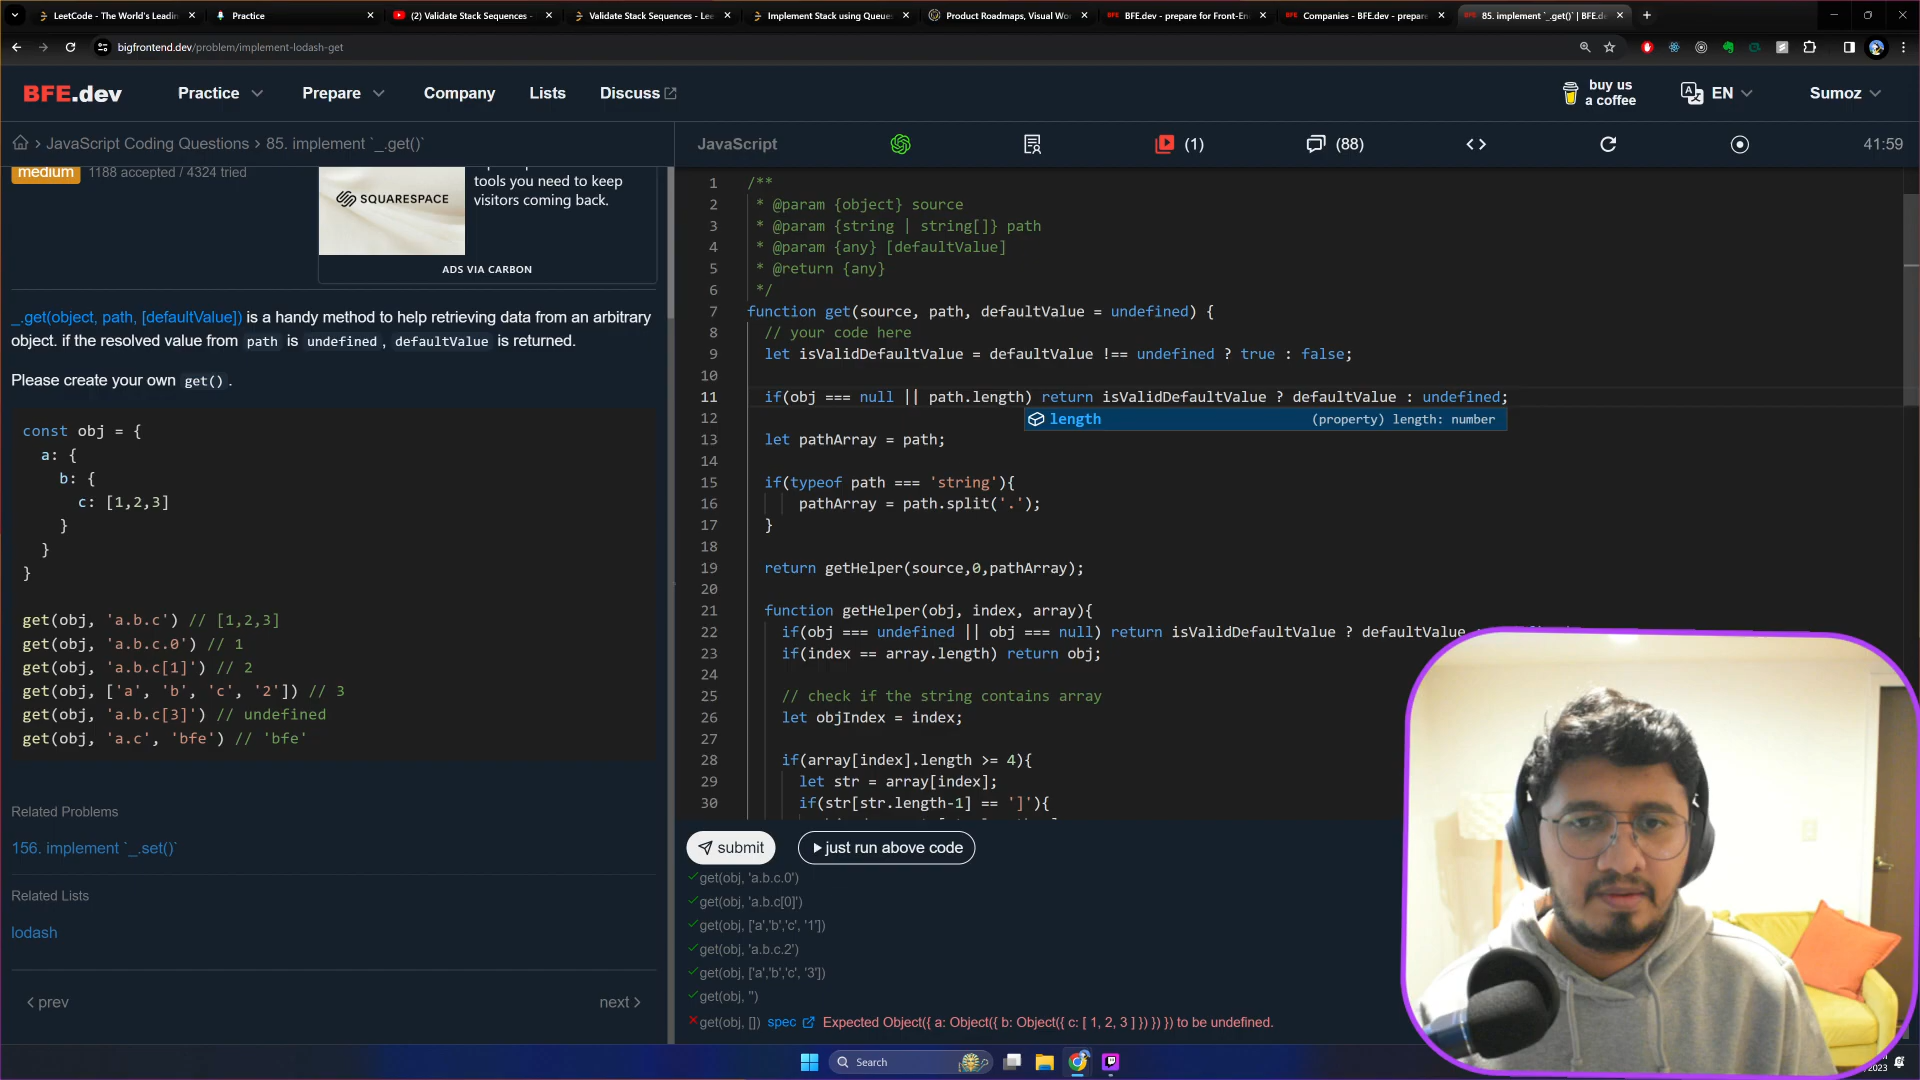 LeetCode - The World's Leadin
Practice
(2) Validate Stack Sequences -
Validate Stack Sequences - Lee
Implement Stack using Queues
Product Roadmaps, Visual Wo
BFE.dev - prepare for Front-En
Companies - BFE.dev - prepare
85. implement `_.get()` | BFE.de
bigfrontend.dev/problem/implement-lodash-get
BFE.dev
Practice
Prepare
Company
Lists
Discuss
buy us
a coffee
EN
Sumoz
> JavaScript Coding Questions > 85. implement `_.get()`
medium 1188 accepted / 4324 tried
SQUARESPACE
tools you need to keep
visitors coming back.
ADS VIA CARBON
_.get(object, path, [defaultValue]) is a handy method to help retrieving data from an arbitrary
object. if the resolved value from path is undefined, defaultValue is returned.
Please create your own get().
const obj = {
a: {
b: {
c: [1,2,3]
}
}
}
get(obj, 'a.b.c') // [1,2,3]
get(obj, 'a.b.c.0') // 1
get(obj, 'a.b.c[1]') // 2
get(obj, ['a', 'b', 'c', '2']) // 3
get(obj, 'a.b.c[3]') // undefined
get(obj, 'a.c', 'bfe') // 'bfe'
Related Problems
156. implement `_.set()`
Related Lists
lodash
< prev
next >
JavaScript
(1)
(88)
41:59
1 /**
2 * @param {object} source
3 * @param {string | string[]} path
4 * @param {any} [defaultValue]
5 * @return {any}
6 */
7 function get(source, path, defaultValue = undefined) {
8 // your code here
9 let isValidDefaultValue = defaultValue !== undefined ? true : false;
10
11 if(obj === null || path.length) return isValidDefaultValue ? defaultValue : undefined;
length (property) length: number
12
13 let pathArray = path;
14
15 if(typeof path === 'string'){
16 pathArray = path.split('.');
17 }
18
19 return getHelper(source,0,pathArray);
20
21 function getHelper(obj, index, array){
22 if(obj === undefined || obj === null) return isValidDefaultValue ? defaultValue
23 if(index == array.length) return obj;
24
25 // check if the string contains array
26 let objIndex = index;
27
28 if(array[index].length >= 4){
29 let str = array[index];
30 if(str[str.length-1] == ']'){
submit
just run above code
get(obj, 'a.b.c.0')
get(obj, 'a.b.c[0]')
get(obj, ['a','b','c', '1'])
get(obj, 'a.b.c.2')
get(obj, ['a','b','c', '3'])
get(obj, '')
get(obj, []) spec Expected Object({ a: Object({ b: Object({ c: [ 1, 2, 3 ] }) }) }) to be undefined.
Search